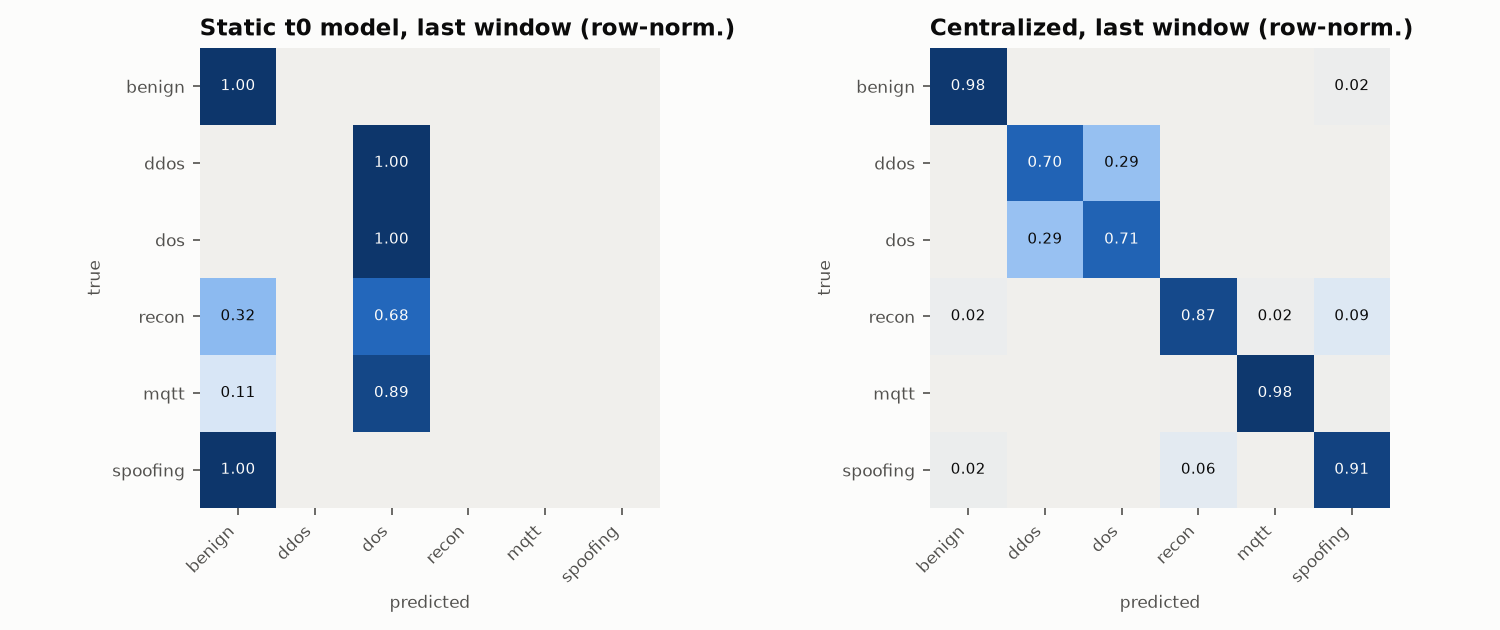 Static t0 model, last window (row-norm.)
benign 1.00
ddos 1.00
dos 1.00
recon 0.32 0.68
mqtt 0.11 0.89
spoofing 1.00
true
benign ddos dos recon mqtt spoofing
predicted
Centralized, last window (row-norm.)
benign 0.98 0.02
ddos 0.70 0.29
dos 0.29 0.71
recon 0.02 0.87 0.02 0.09
mqtt 0.98
spoofing 0.02 0.06 0.91
true
benign ddos dos recon mqtt spoofing
predicted